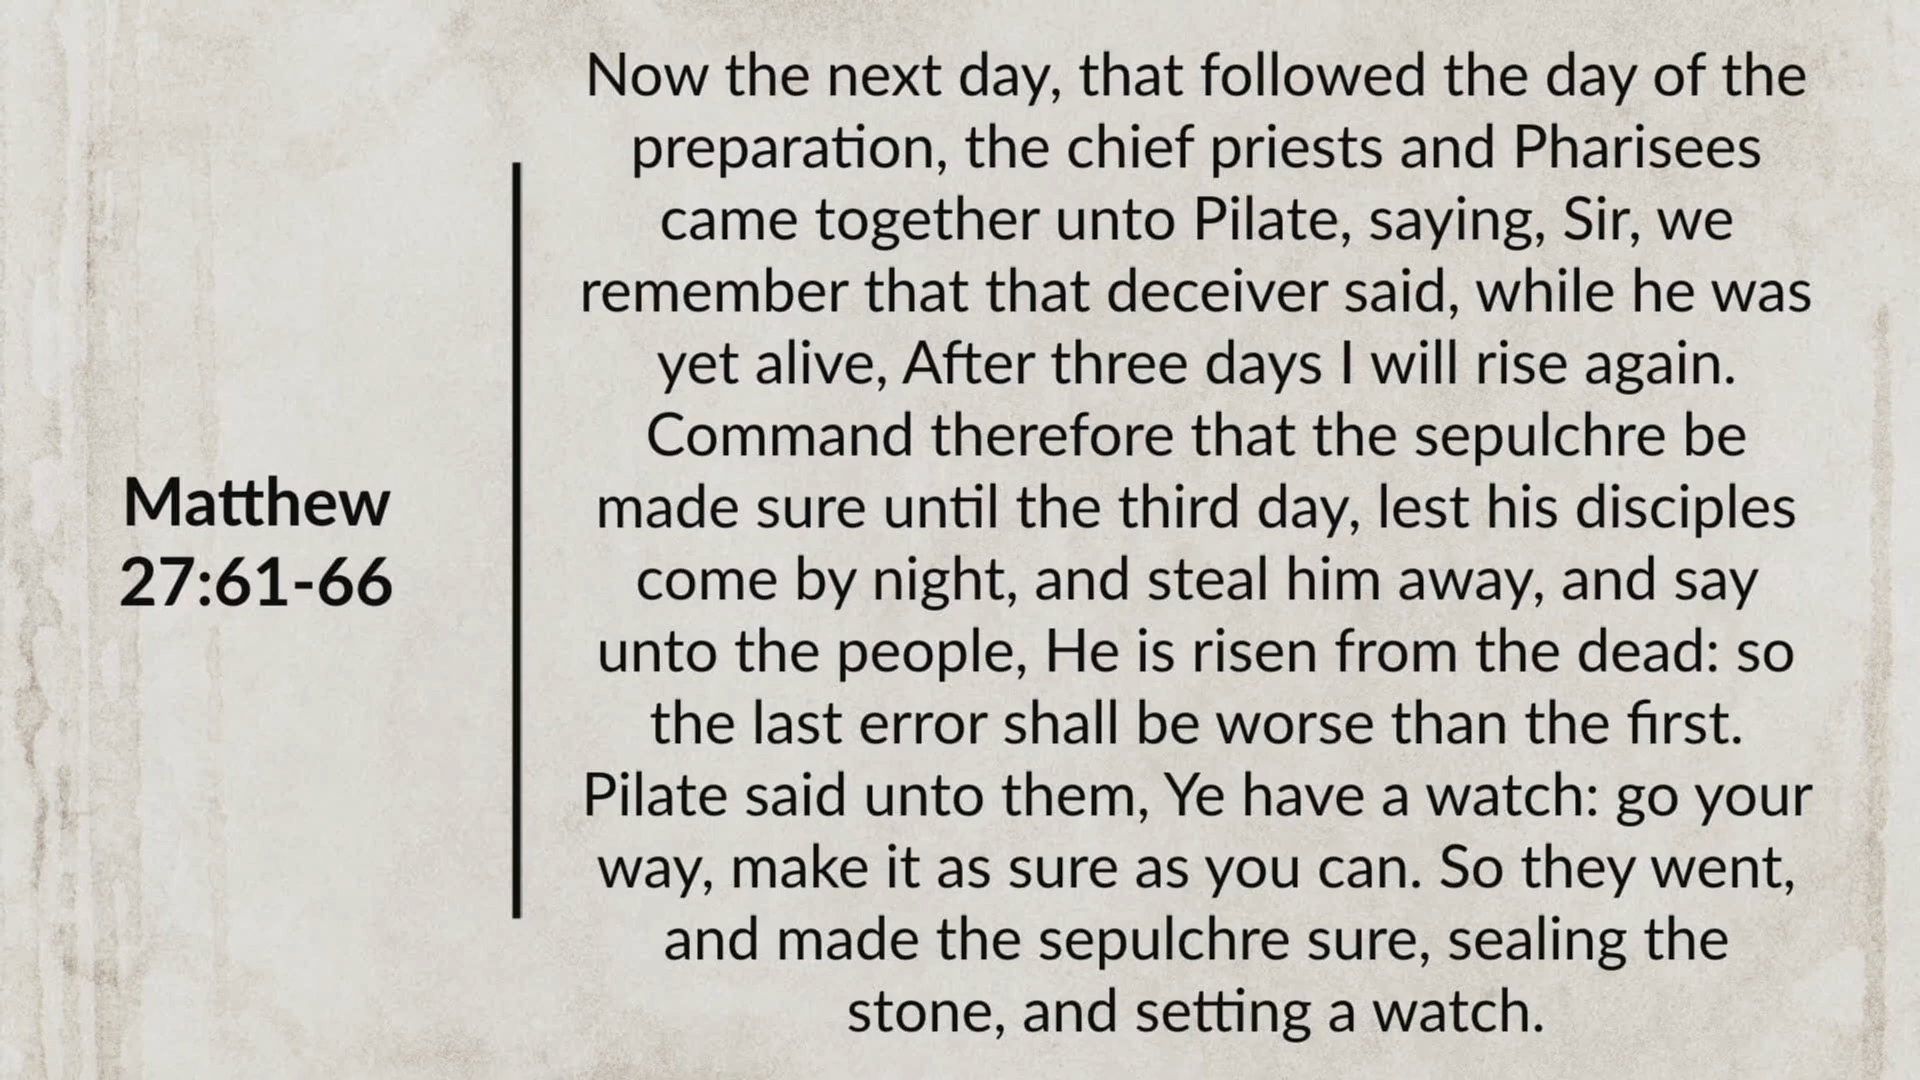 Matthew
27:61-66
Now the next day, that followed the day of the
preparation, the chief priests and Pharisees
came together unto Pilate, saying, Sir, we
remember that that deceiver said, while he was
yet alive, After three days I will rise again.
Command therefore that the sepulchre be
made sure until the third day, lest his disciples
come by night, and steal him away, and say
unto the people, He is risen from the dead: so
the last error shall be worse than the first.
Pilate said unto them, Ye have a watch: go your
way, make it as sure as you can. So they went,
and made the sepulchre sure, sealing the
stone, and setting a watch.